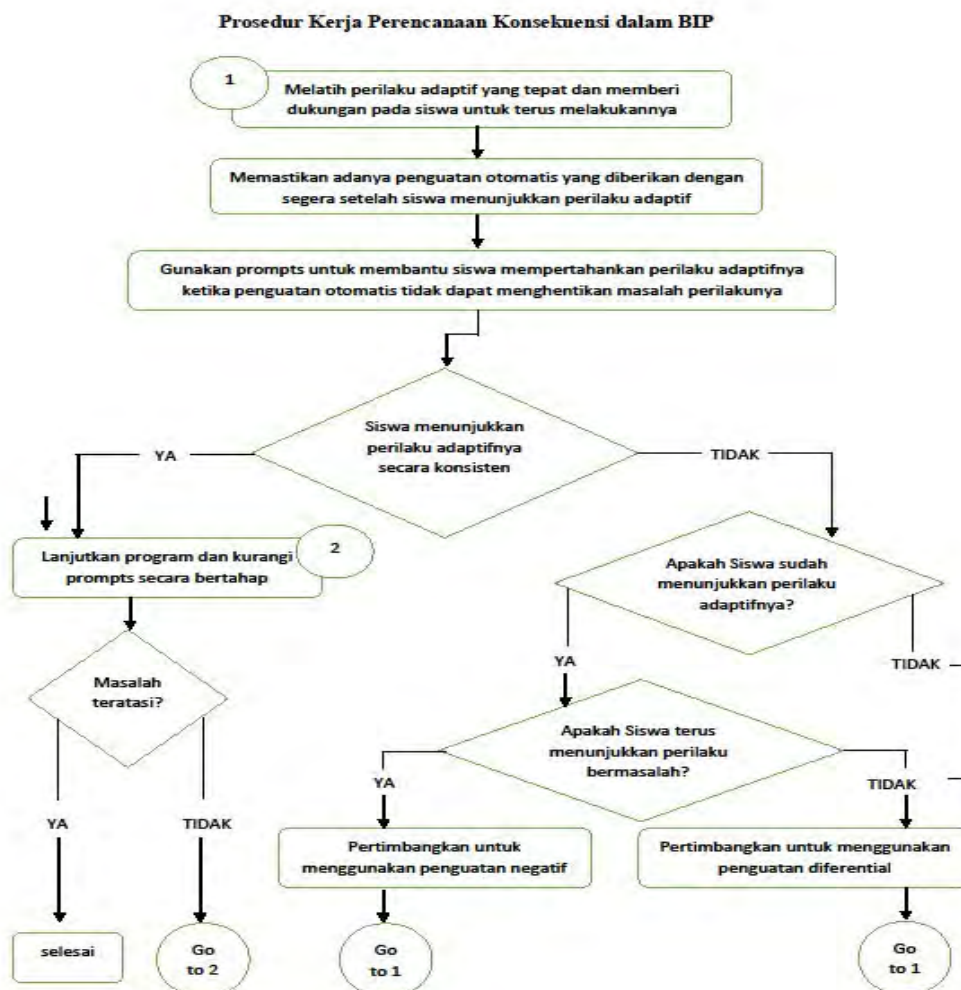 Prosedur Kerja Perencanaan Konsekuensi dalam BIP
1
Melatih perilaku adaptif yang tepat dan memberi
dukungan pada siswa untuk terus melakukannya
Memastikan adanya penguatan otomatis yang diberikan dengan
segera setelah siswa menunjukkan perilaku adaptif
Gunakan prompts untuk membantu siswa mempertahankan perilaku adaptifnya
ketika penguatan otomatis tidak dapat menghentikan masalah perilakunya
Siswa menunjukkan
perilaku adaptifnya
secara konsisten
YA
TIDAK
2
Lanjutkan program dan kurangi
prompts secara bertahap
Apakah Siswa sudah
menunjukkan perilaku
adaptifnya?
YA
TIDAK
Masalah
teratasi?
Apakah Siswa terus
menunjukkan perilaku
bermasalah?
YA
TIDAK
YA
TIDAK
Pertimbangkan untuk
menggunakan penguatan negatif
Pertimbangkan untuk menggunakan
penguatan diferential
selesai
Go
to 2
Go
to 1
Go
to 1